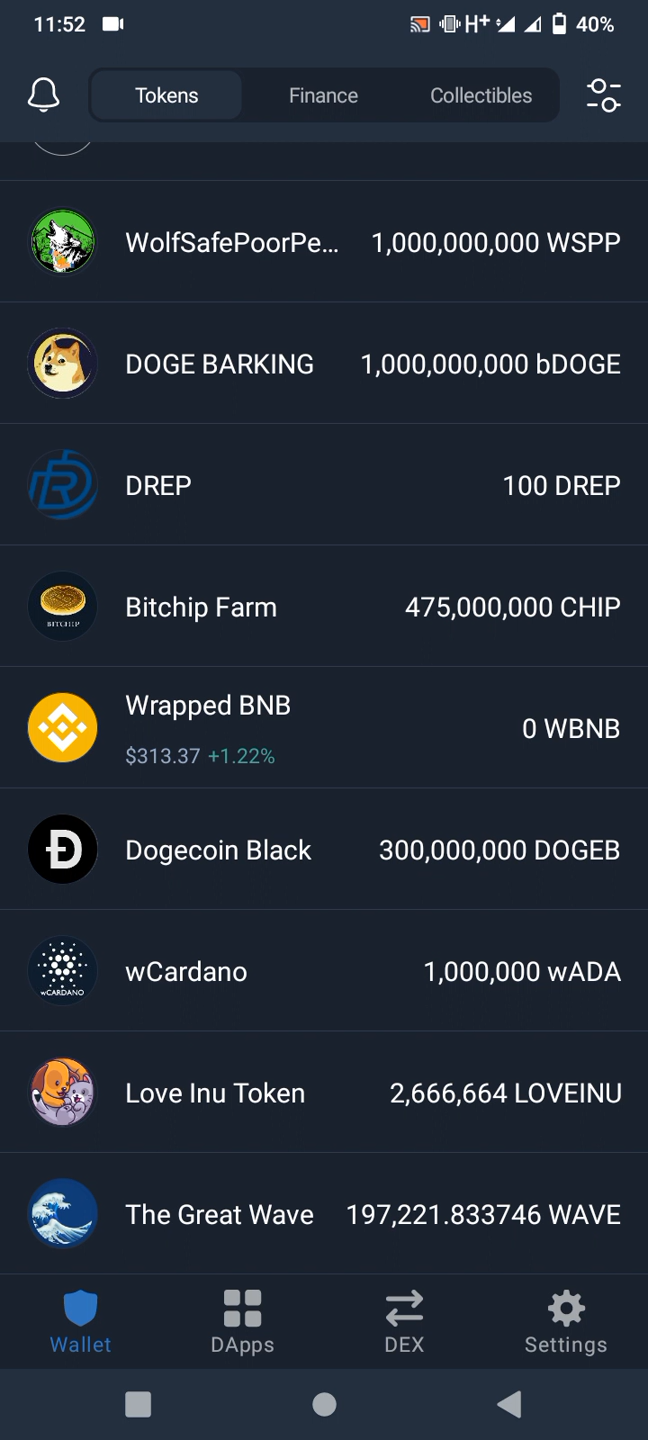 11:52
H+ 40%
Tokens Finance Collectibles
WolfSafePoorPe... 1,000,000,000 WSPP
DOGE BARKING 1,000,000,000 bDOGE
DREP 100 DREP
BITCHIP
Bitchip Farm 475,000,000 CHIP
Wrapped BNB
0 WBNB
$313.37 +1.22%
Dogecoin Black 300,000,000 DOGEB
wCardano 1,000,000 wADA
wCARDANO
Love Inu Token 2,666,664 LOVEINU
The Great Wave 197,221.833746 WAVE
Wallet DApps DEX Settings